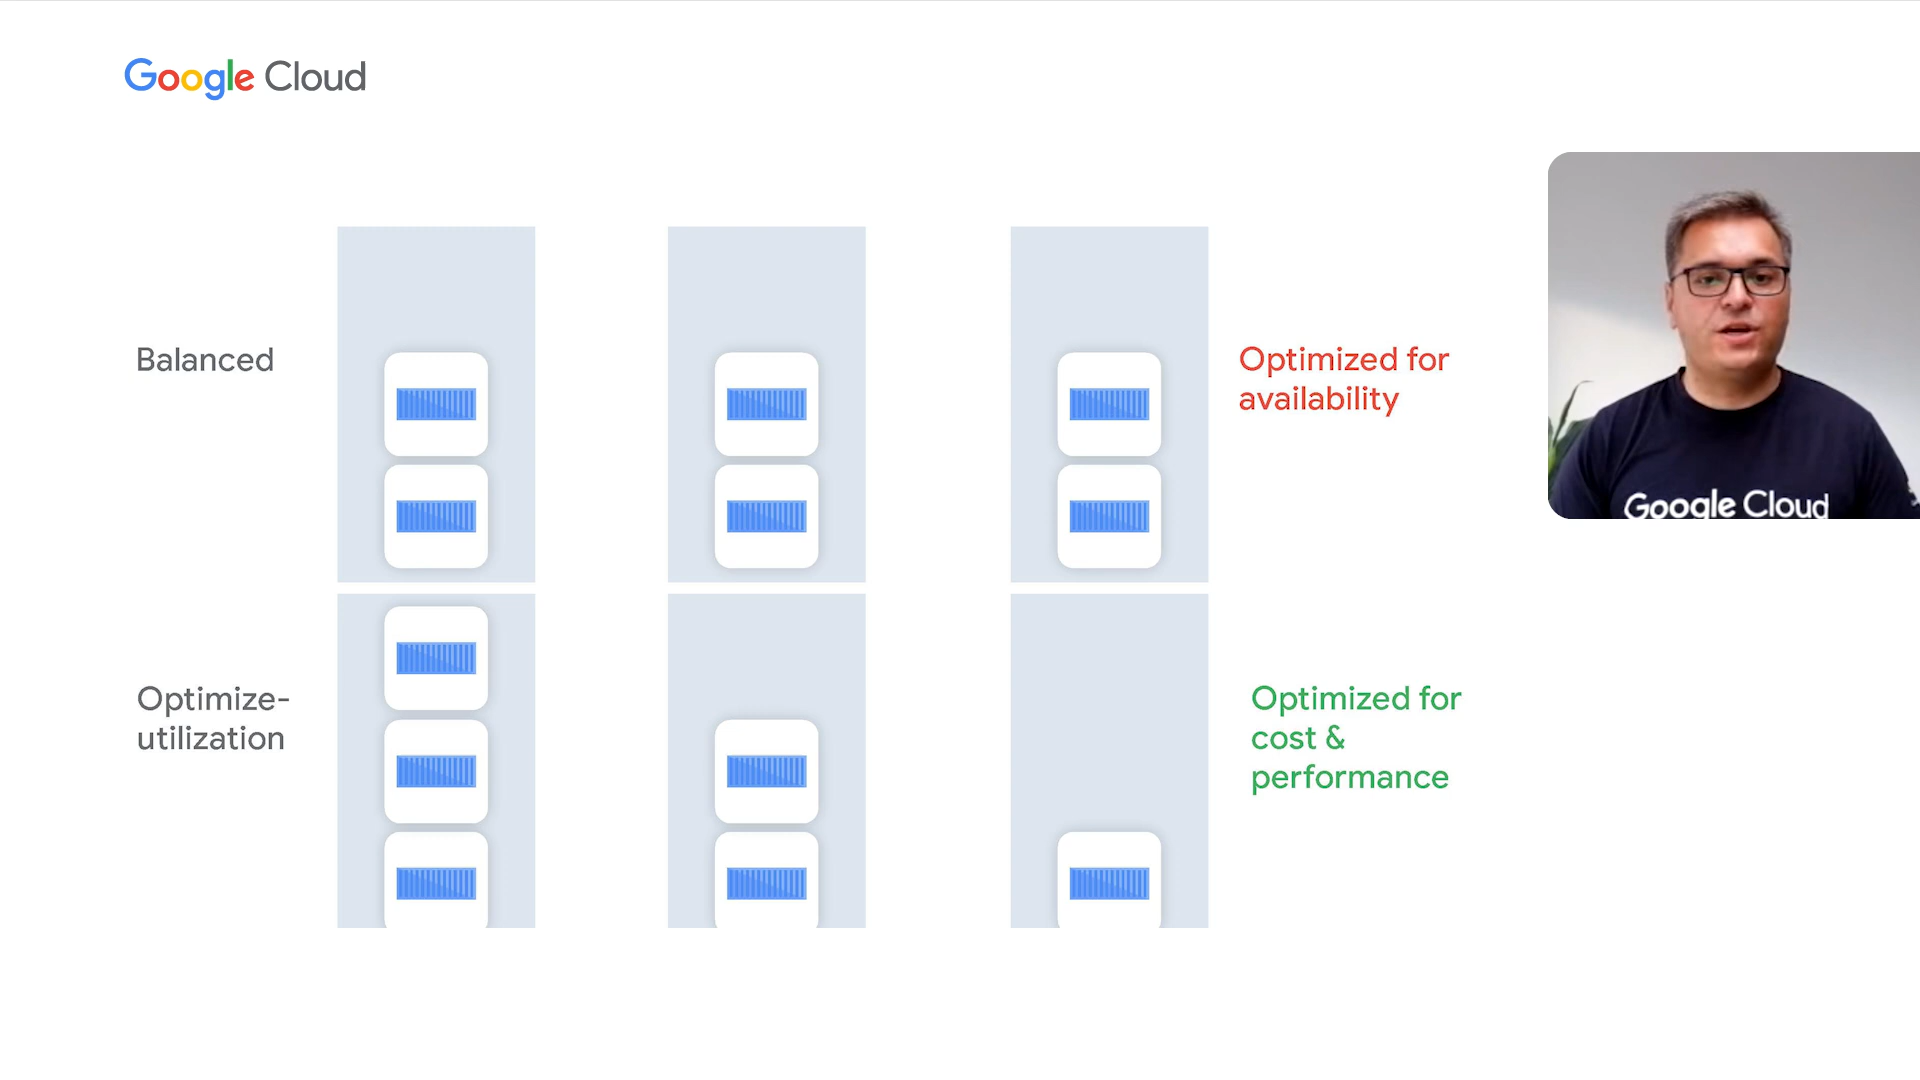 Google Cloud
Balanced
Optimized for
availability
Google Cloud
Optimize-
utilization
Optimized for
cost &
performance